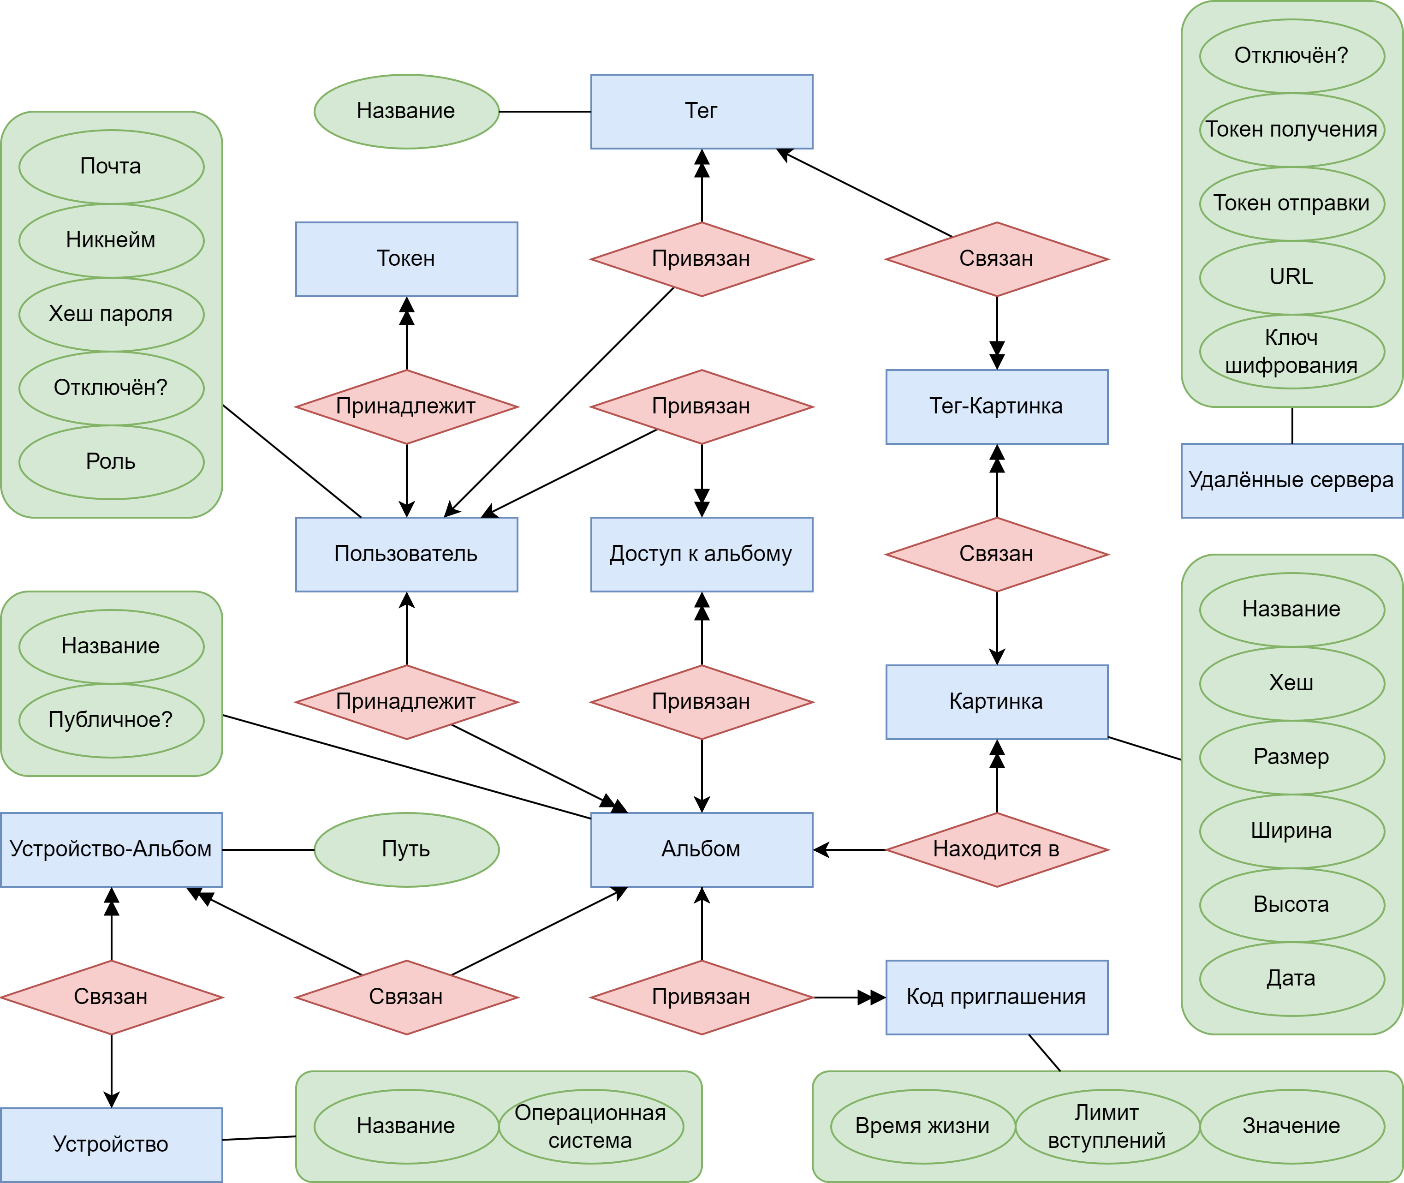 Отключён?
Токен получения
Токен отправки
URL
Ключ
шифрования
Удалённые сервера
Название
Тег
Почта
Никнейм
Хеш пароля
Отключён?
Роль
Токен
Привязан
Связан
Принадлежит
Привязан
Тег-Картинка
Пользователь
Доступ к альбому
Связан
Название
Публичное?
Принадлежит
Привязан
Картинка
Название
Хеш
Размер
Ширина
Высота
Дата
Устройство-Альбом
Путь
Альбом
Находится в
Связан
Связан
Привязан
Код приглашения
Устройство
Название
Операционная
система
Время жизни
Лимит
вступлений
Значение